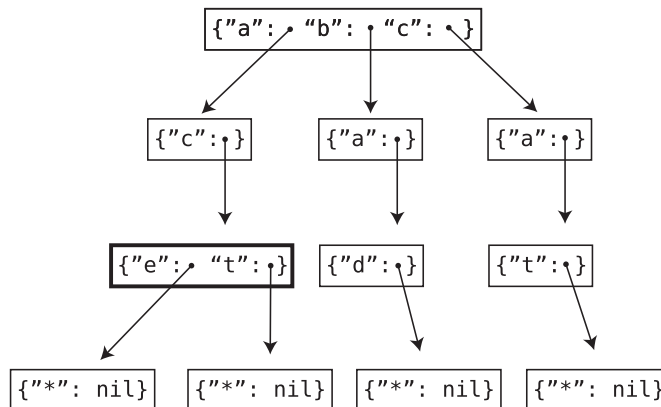 {”a”: “b”: “c”: }
{”c”: } {”a”: } {”a”: }
{”e”: “t”: } {”d”: } {”t”: }
{”*”: nil} {”*”: nil} {”*”: nil} {”*”: nil}